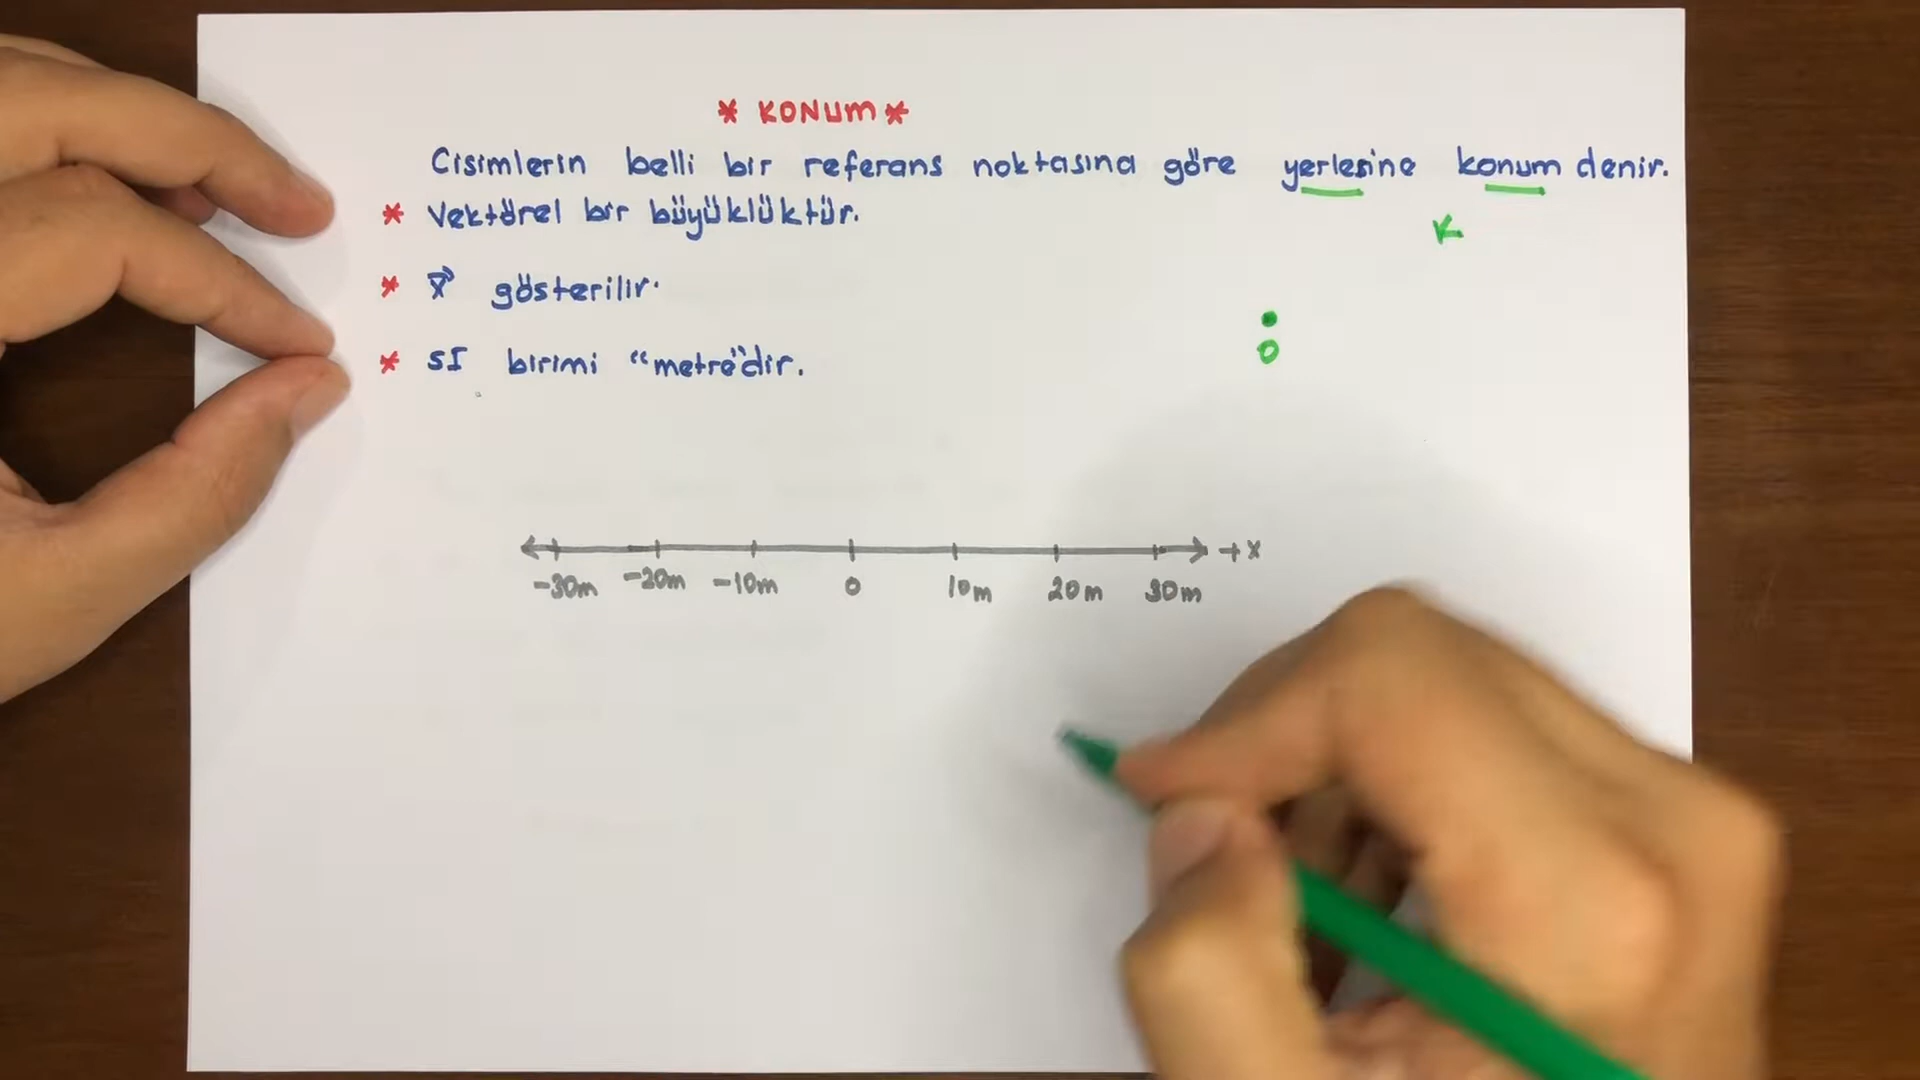 * KONUM *
Cisimlerin belli bir referans noktasına göre yerlerine konum denir.
* Vektörel bir büyüklüktür.
K
* x⃗ gösterilir.
O
* SI birimi “metre”dir.
+x
-30m -20m -10m 0 10m 20m 30m